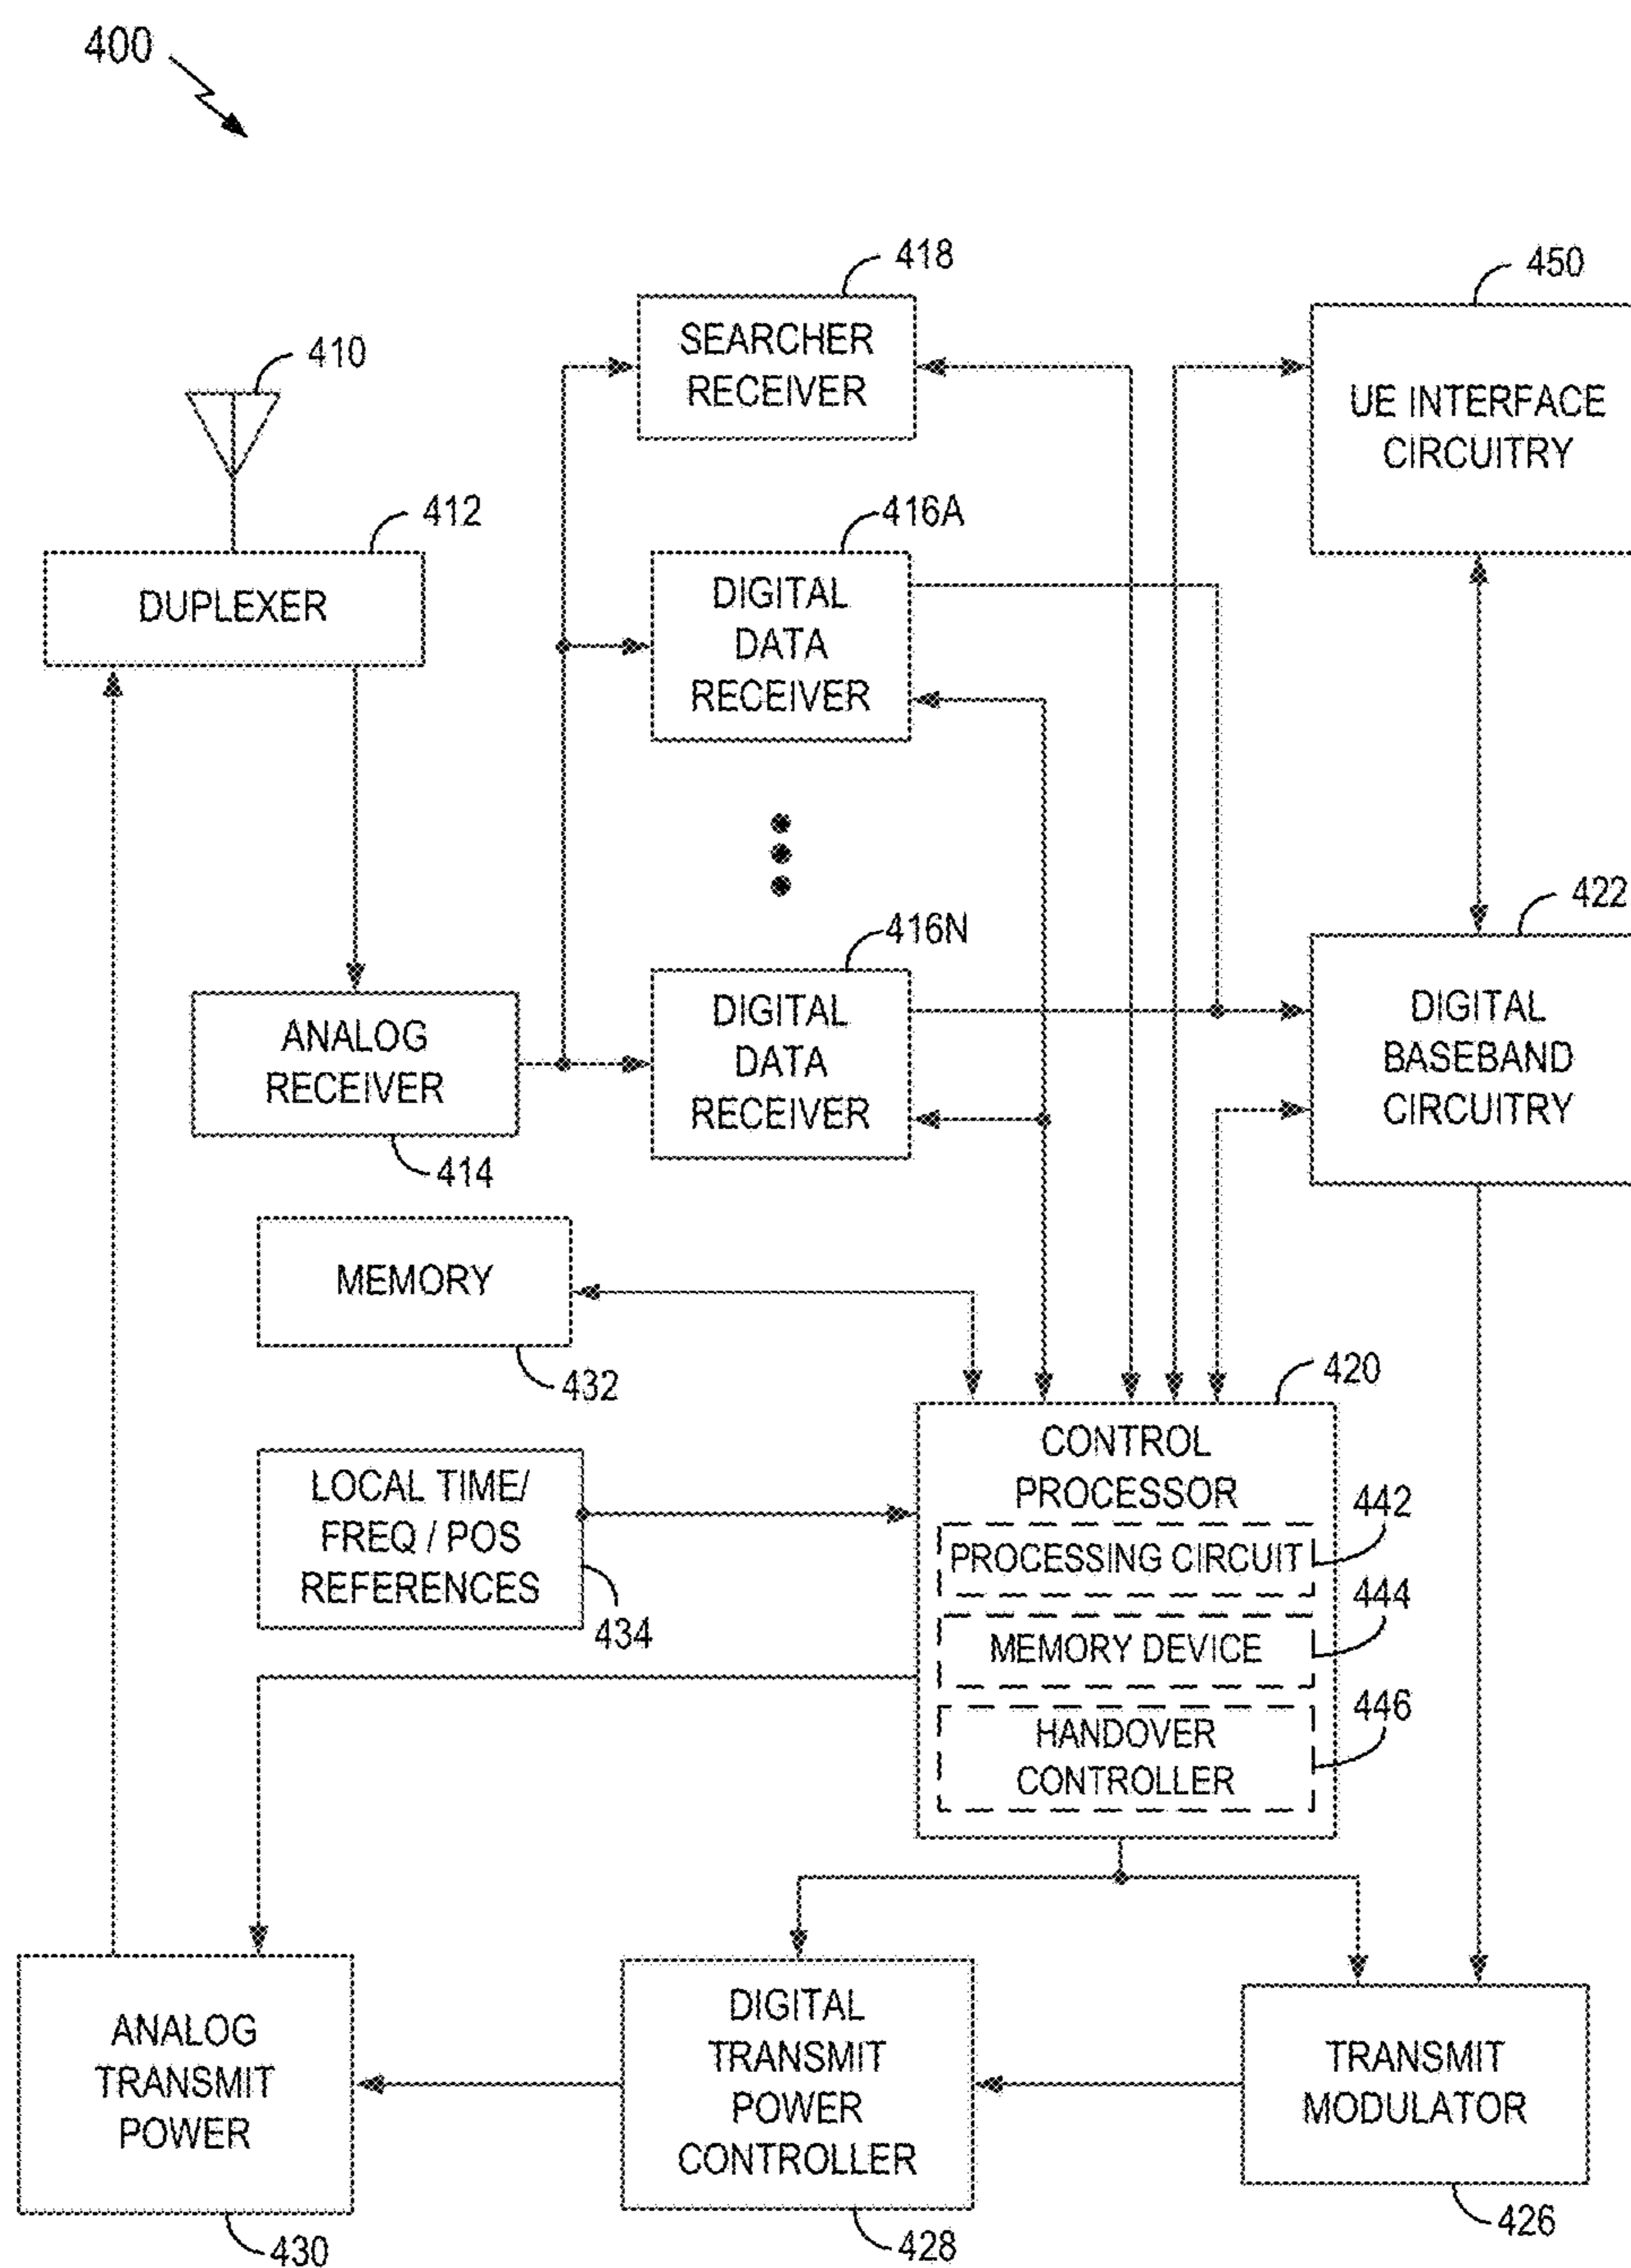 400
418
SEARCHER
RECEIVER
450
UE INTERFACE
CIRCUITRY
410
412
DUPLEXER
416A
DIGITAL
DATA
RECEIVER
416N
DIGITAL
DATA
RECEIVER
422
DIGITAL
BASEBAND
CIRCUITRY
ANALOG
RECEIVER
414
MEMORY
432
420
CONTROL
PROCESSOR
LOCAL TIME/
FREQ / POS
REFERENCES
434
442
PROCESSING CIRCUIT
444
MEMORY DEVICE
446
HANDOVER
CONTROLLER
ANALOG
TRANSMIT
POWER
430
DIGITAL
TRANSMIT
POWER
CONTROLLER
428
TRANSMIT
MODULATOR
426